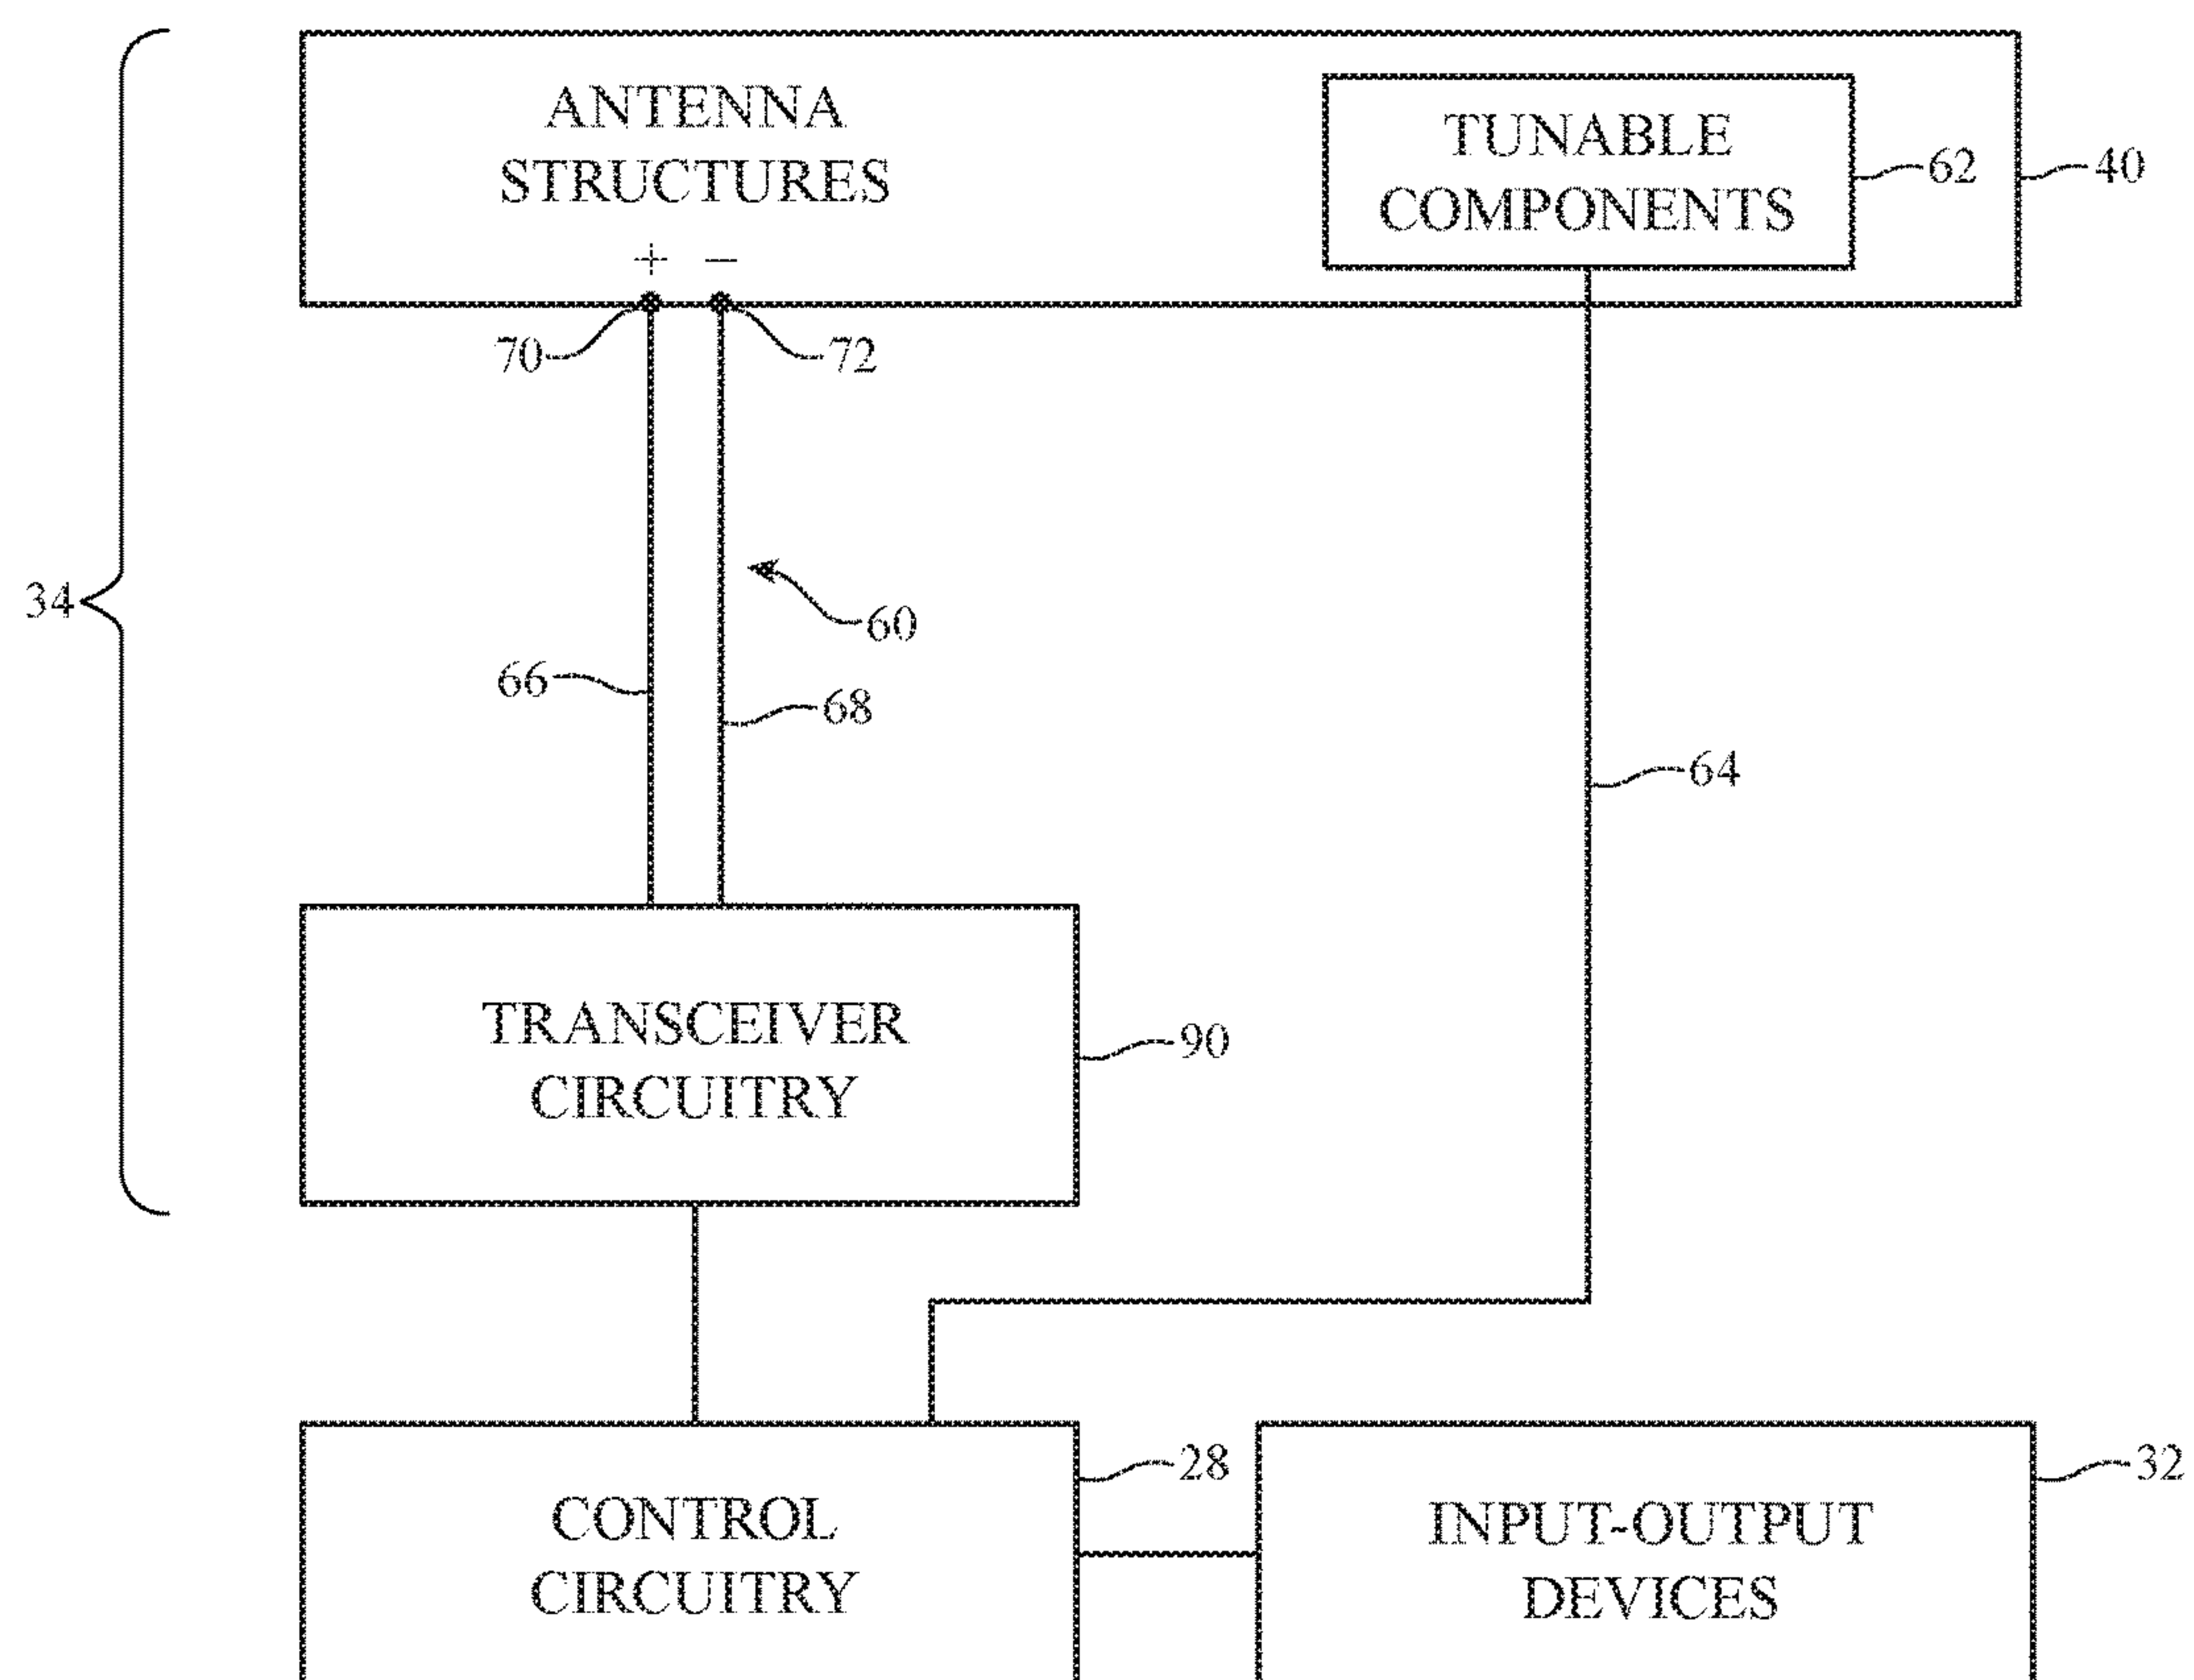 ANTENNA
STRUCTURES
+ −
TUNABLE
COMPONENTS
62
40
70
72
34
60
66
68
64
TRANSCEIVER
CIRCUITRY
90
CONTROL
CIRCUITRY
28
INPUT-OUTPUT
DEVICES
32